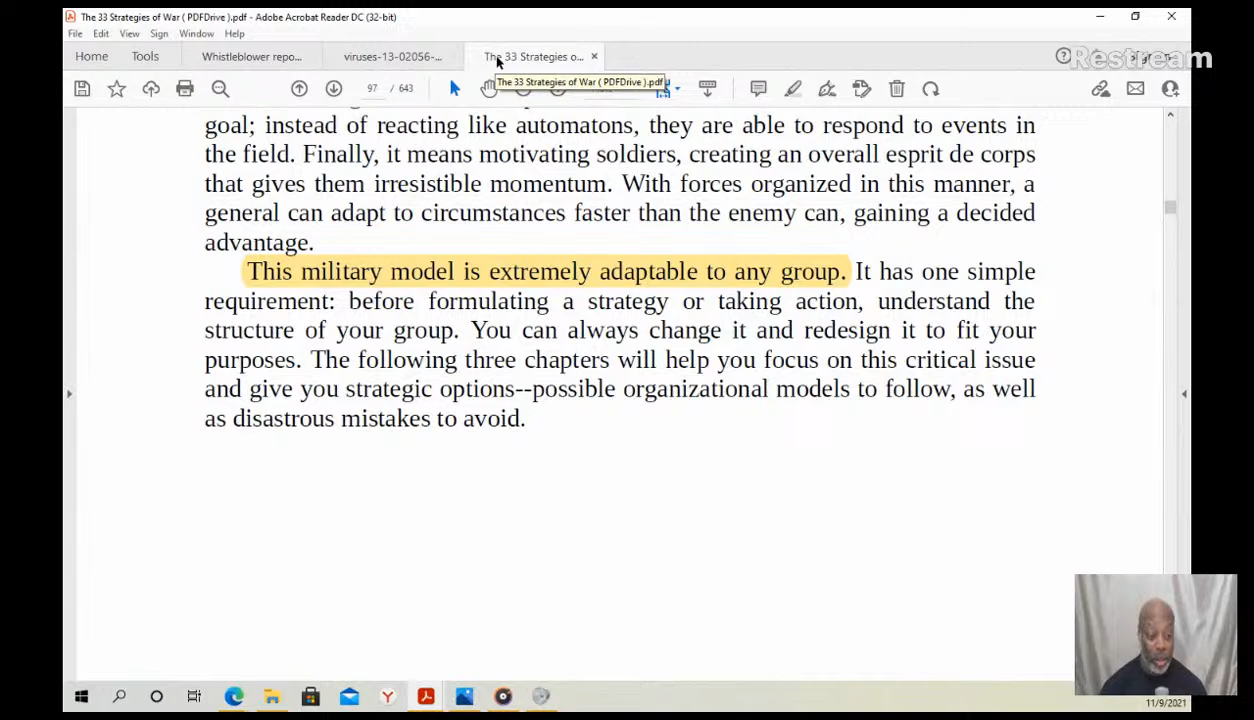 The 33 Strategies of War ( PDFDrive ).pdf - Adobe Acrobat Reader DC (32-bit)
File Edit View Sign Window Help
Home Tools Whistleblower repo... viruses-13-02056-... The 33 Strategies o...
Restream
The 33 Strategies of War ( PDFDrive ).pdf
97 / 643
goal; instead of reacting like automatons, they are able to respond to events in
the field. Finally, it means motivating soldiers, creating an overall esprit de corps
that gives them irresistible momentum. With forces organized in this manner, a
general can adapt to circumstances faster than the enemy can, gaining a decided
advantage.
This military model is extremely adaptable to any group. It has one simple
requirement: before formulating a strategy or taking action, understand the
structure of your group. You can always change it and redesign it to fit your
purposes. The following three chapters will help you focus on this critical issue
and give you strategic options--possible organizational models to follow, as well
as disastrous mistakes to avoid.
11/9/2021